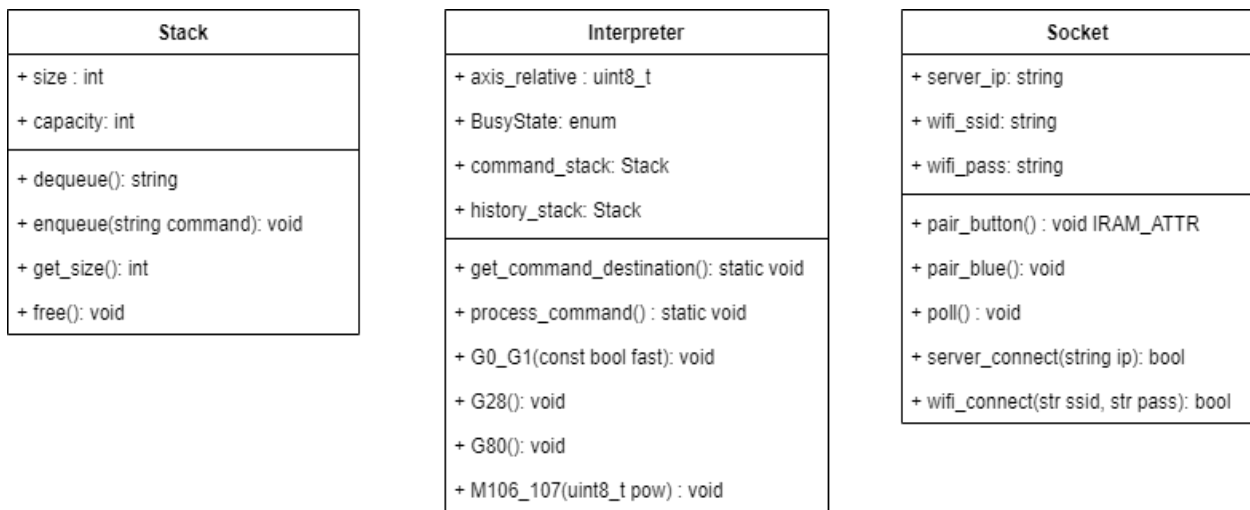 Stack
+ size : int
+ capacity: int
+ dequeue(): string
+ enqueue(string command): void
+ get_size(): int
+ free(): void
Interpreter
+ axis_relative : uint8_t
+ BusyState: enum
+ command_stack: Stack
+ history_stack: Stack
+ get_command_destination(): static void
+ process_command() : static void
+ G0_G1(const bool fast): void
+ G28(): void
+ G80(): void
+ M106_107(uint8_t pow) : void
Socket
+ server_ip: string
+ wifi_ssid: string
+ wifi_pass: string
+ pair_button() : void IRAM_ATTR
+ pair_blue(): void
+ poll() : void
+ server_connect(string ip): bool
+ wifi_connect(str ssid, str pass): bool